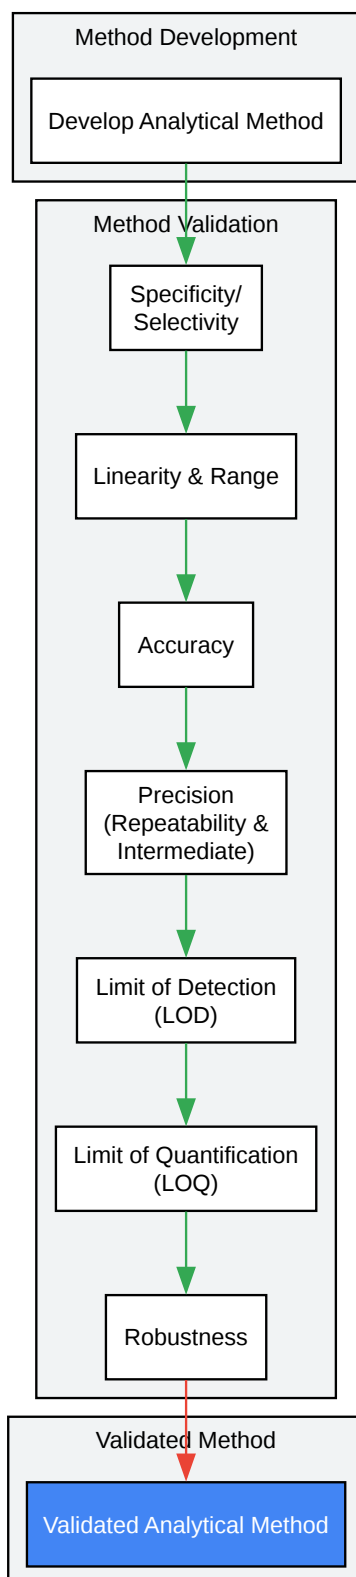 Method Development
Develop Analytical Method
Method Validation
Specificity/
Selectivity
Linearity & Range
Accuracy
Precision
(Repeatability &
Intermediate)
Limit of Detection
(LOD)
Limit of Quantification
(LOQ)
Robustness
Validated Method
Validated Analytical Method